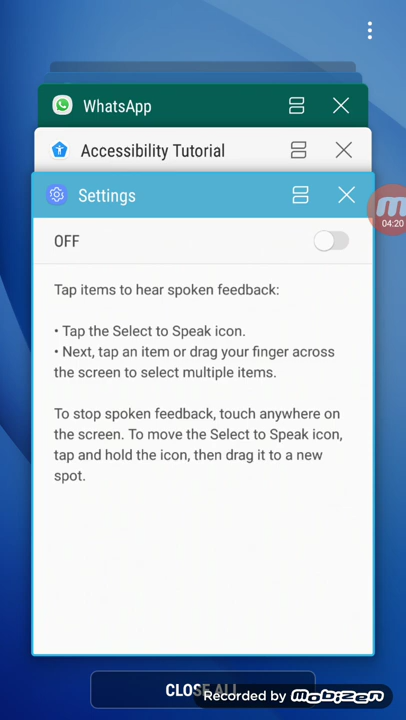 WhatsApp
Accessibility Tutorial
Settings
04:20
OFF
Tap items to hear spoken feedback:
• Tap the Select to Speak icon.
• Next, tap an item or drag your finger across
the screen to select multiple items.
To stop spoken feedback, touch anywhere on
the screen. To move the Select to Speak icon,
tap and hold the icon, then drag it to a new
spot.
CLOSE ALL
Recorded by mobizen